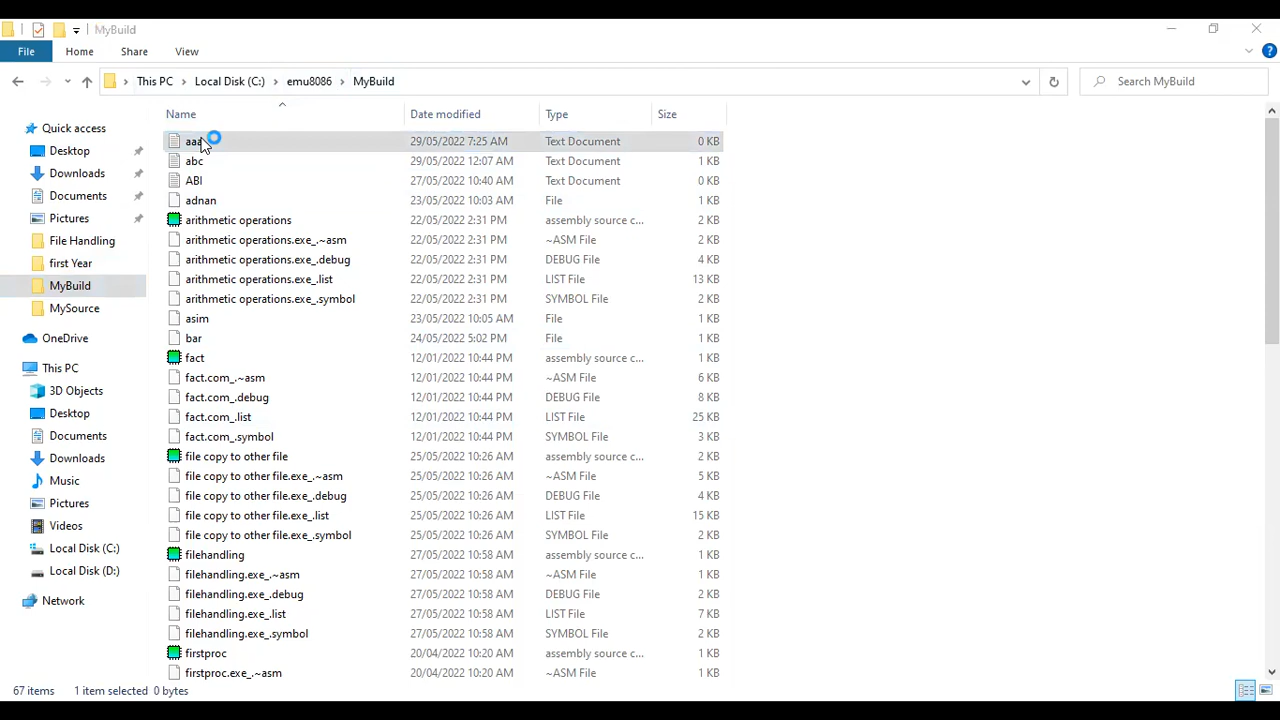 MyBuild
File Home Share View
This PC Local Disk (C:) emu8086 MyBuild Search MyBuild
Name Date modified Type Size
Quick access
Desktop
Downloads
Documents
Pictures
File Handling
first Year
MyBuild
MySource
OneDrive
This PC
3D Objects
Desktop
Documents
Downloads
Music
Pictures
Videos
Local Disk (C:)
Local Disk (D:)
Network
aaa 29/05/2022 7:25 AM Text Document 0 KB
abc 29/05/2022 12:07 AM Text Document 1 KB
ABI 27/05/2022 10:40 AM Text Document 0 KB
adnan 23/05/2022 10:03 AM File 1 KB
arithmetic operations 22/05/2022 2:31 PM assembly source c... 2 KB
arithmetic operations.exe_.~asm 22/05/2022 2:31 PM ~ASM File 2 KB
arithmetic operations.exe_.debug 22/05/2022 2:31 PM DEBUG File 4 KB
arithmetic operations.exe_.list 22/05/2022 2:31 PM LIST File 13 KB
arithmetic operations.exe_.symbol 22/05/2022 2:31 PM SYMBOL File 2 KB
asim 23/05/2022 10:05 AM File 1 KB
bar 24/05/2022 5:02 PM File 1 KB
fact 12/01/2022 10:44 PM assembly source c... 1 KB
fact.com_.~asm 12/01/2022 10:44 PM ~ASM File 6 KB
fact.com_.debug 12/01/2022 10:44 PM DEBUG File 8 KB
fact.com_.list 12/01/2022 10:44 PM LIST File 25 KB
fact.com_.symbol 12/01/2022 10:44 PM SYMBOL File 3 KB
file copy to other file 25/05/2022 10:26 AM assembly source c... 2 KB
file copy to other file.exe_.~asm 25/05/2022 10:26 AM ~ASM File 5 KB
file copy to other file.exe_.debug 25/05/2022 10:26 AM DEBUG File 4 KB
file copy to other file.exe_.list 25/05/2022 10:26 AM LIST File 15 KB
file copy to other file.exe_.symbol 25/05/2022 10:26 AM SYMBOL File 2 KB
filehandling 27/05/2022 10:58 AM assembly source c... 1 KB
filehandling.exe_.~asm 27/05/2022 10:58 AM ~ASM File 1 KB
filehandling.exe_.debug 27/05/2022 10:58 AM DEBUG File 2 KB
filehandling.exe_.list 27/05/2022 10:58 AM LIST File 7 KB
filehandling.exe_.symbol 27/05/2022 10:58 AM SYMBOL File 2 KB
firstproc 20/04/2022 10:20 AM assembly source c... 1 KB
firstproc.exe_.~asm 20/04/2022 10:20 AM ~ASM File 1 KB
67 items 1 item selected 0 bytes